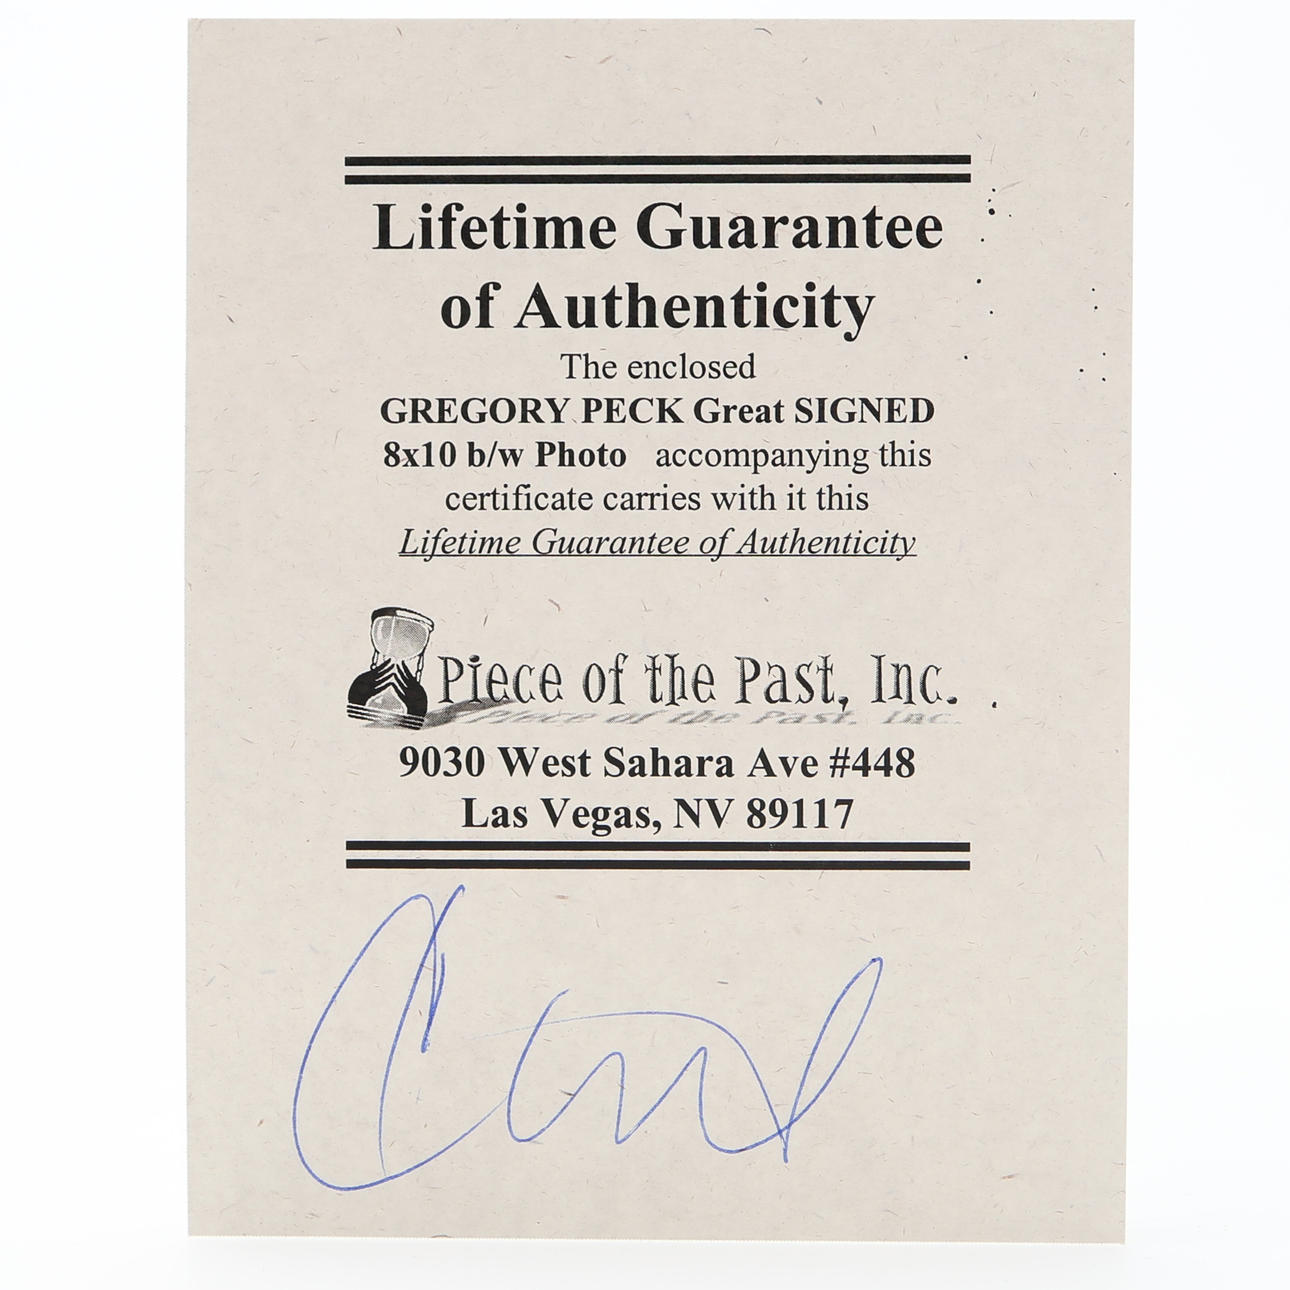 Lifetime Guarantee
of Authenticity
The enclosed
GREGORY PECK Great SIGNED
8x10 b/w Photo accompanying this
certificate carries with it this
Lifetime Guarantee of Authenticity
Piece of the Past, Inc.
9030 West Sahara Ave #448
Las Vegas, NV 89117